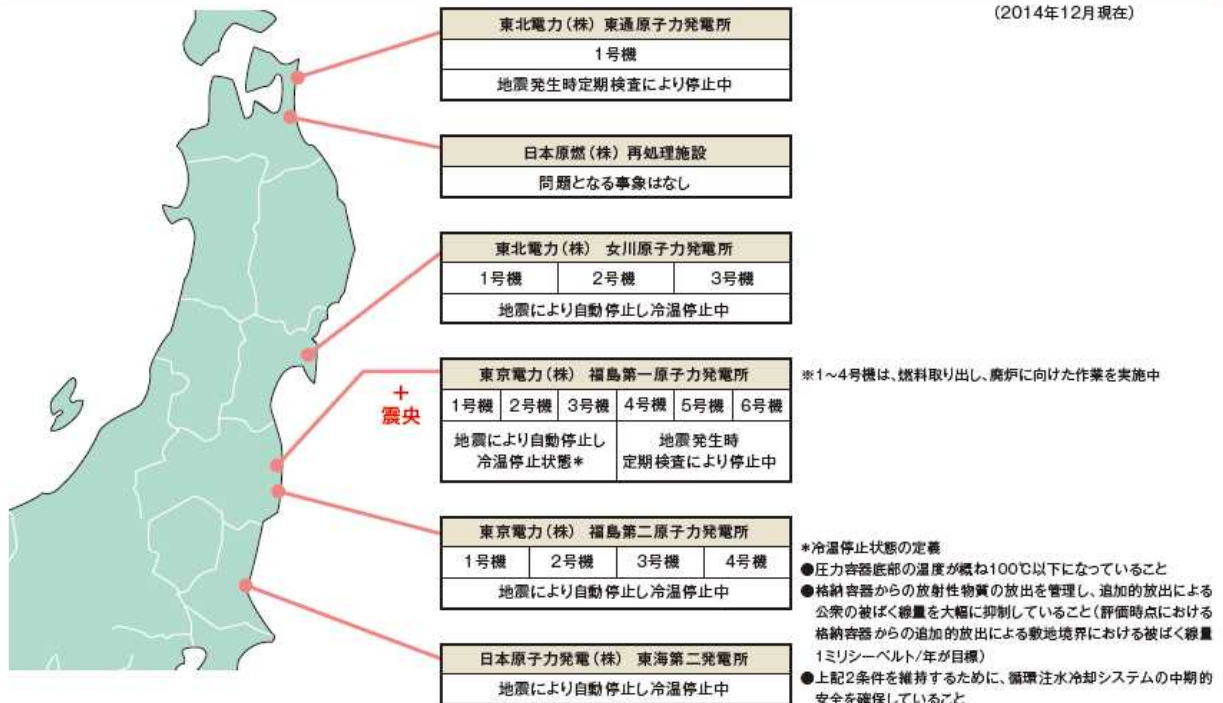 (2014年12月現在)
東北電力(株) 東通原子力発電所
1号機
地震発生時定期検査により停止中
日本原燃(株) 再処理施設
問題となる事象はなし
東北電力(株) 女川原子力発電所
1号機 2号機 3号機
地震により自動停止し冷温停止中
+
震央
東京電力(株) 福島第一原子力発電所
1号機 2号機 3号機 4号機 5号機 6号機
地震により自動停止し
冷温停止状態*
地震発生時
定期検査により停止中
※1~4号機は、燃料取り出し、廃炉に向けた作業を実施中
東京電力(株) 福島第二原子力発電所
1号機 2号機 3号機 4号機
地震により自動停止し冷温停止中
日本原子力発電(株) 東海第二発電所
地震により自動停止し冷温停止中
*冷温停止状態の定義
●圧力容器底部の温度が概ね100℃以下になっていること
●格納容器からの放射性物質の放出を管理し、追加的放出による
公衆の被ばく線量を大幅に抑制していること(評価時点における
格納容器からの追加的放出による敷地境界における被ばく線量
1ミリシーベルト/年が目標)
●上記2条件を維持するために、循環注水冷却システムの中期的
安全を確保していること